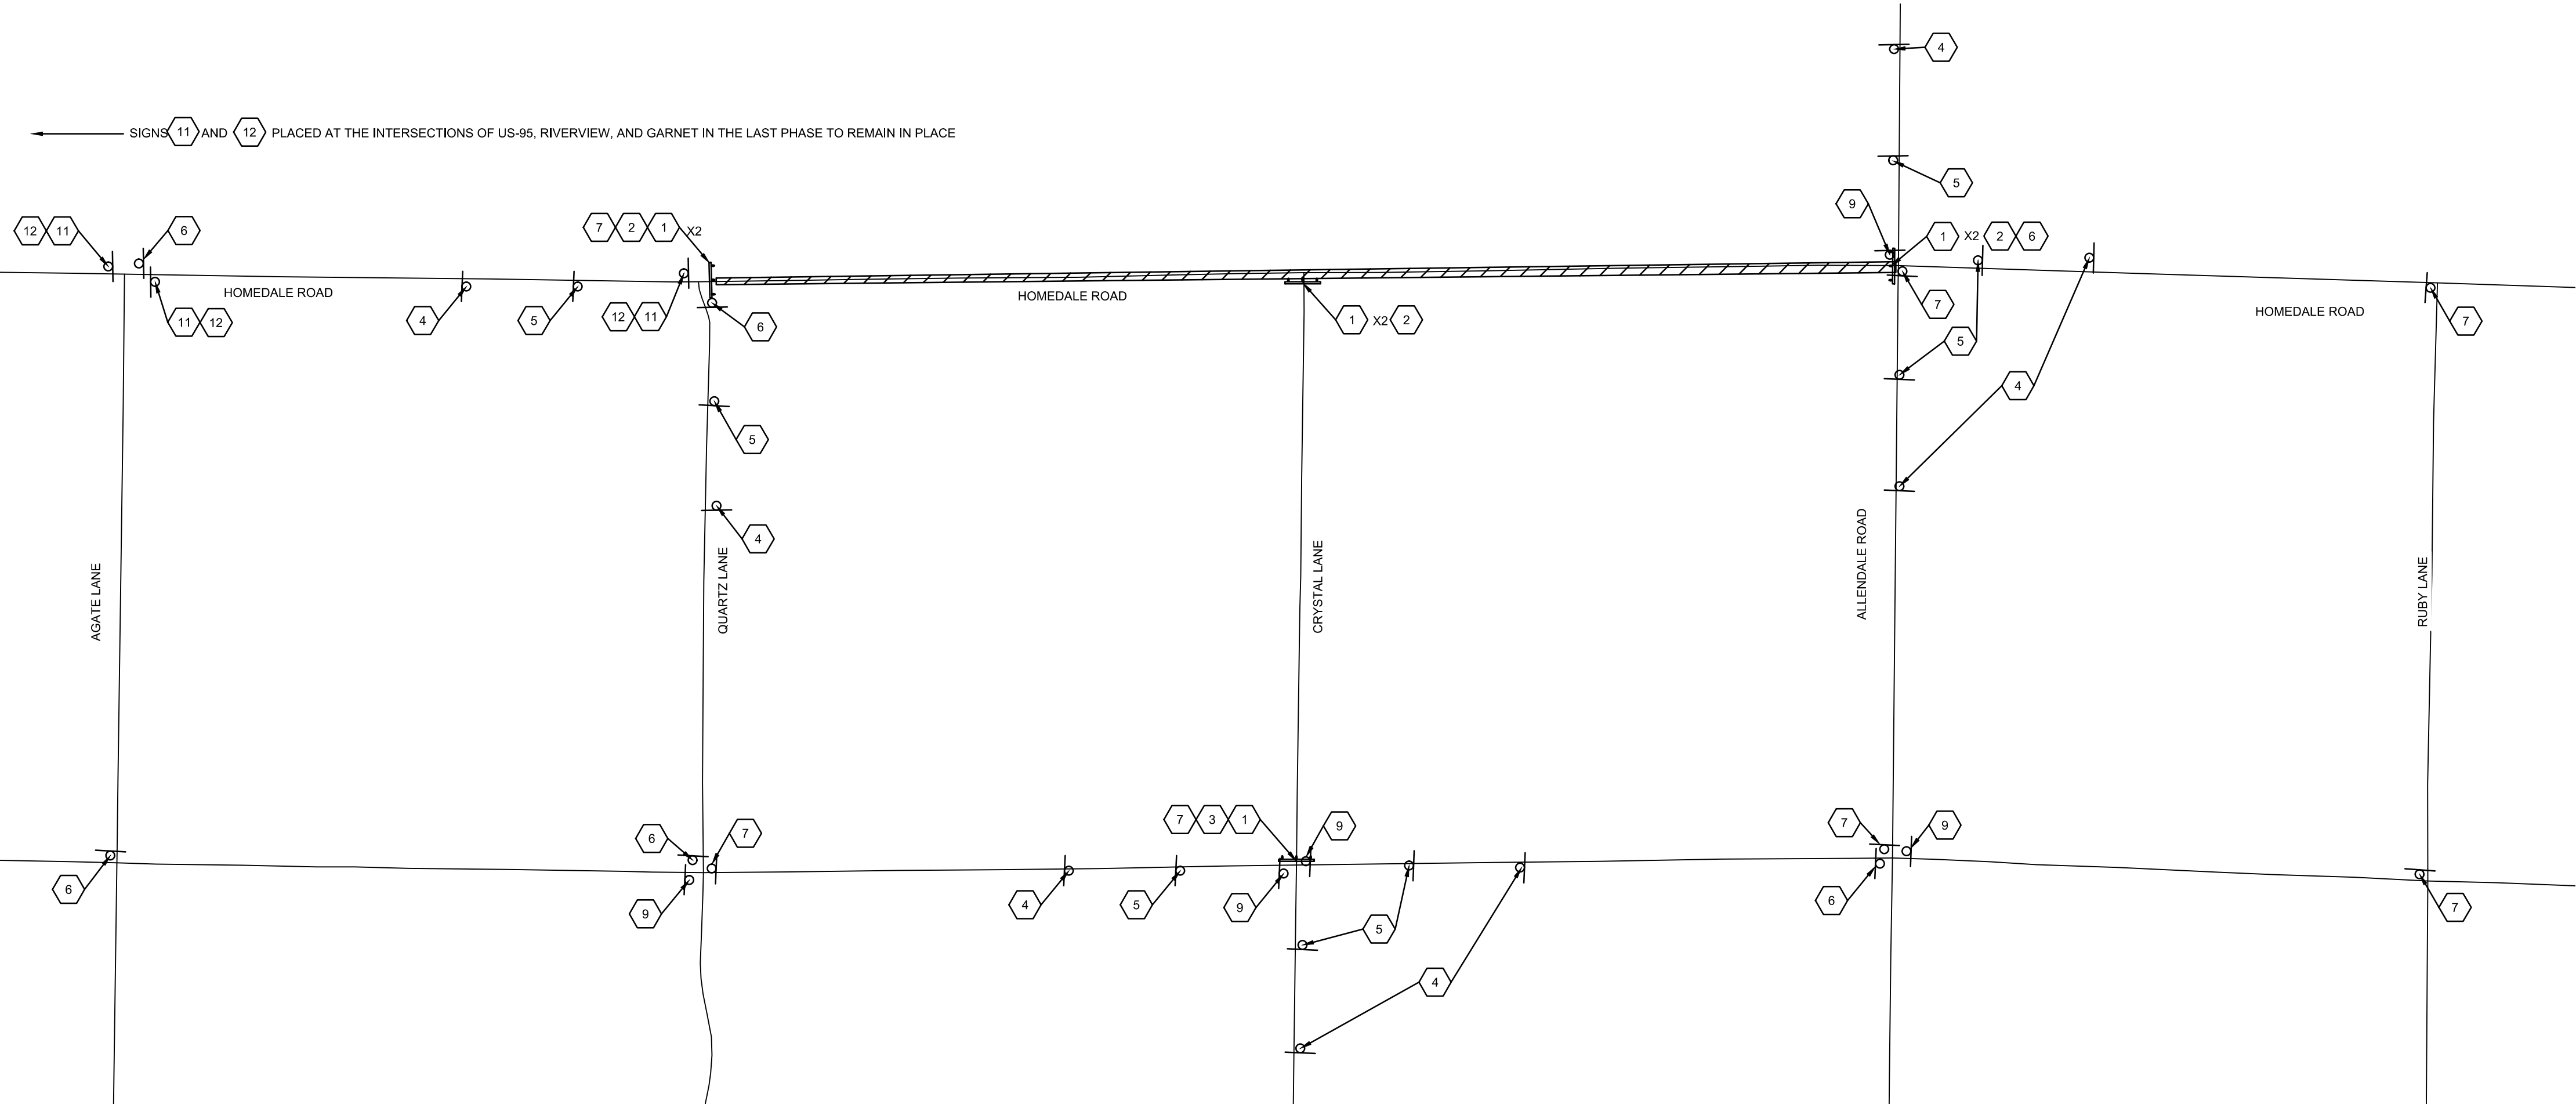 4
SIGNS 11 AND 12 PLACED AT THE INTERSECTIONS OF US-95, RIVERVIEW, AND GARNET IN THE LAST PHASE TO REMAIN IN PLACE
5
9
12 11
6
7 2 1 X2
1 X2 2 6
HOMEDALE ROAD
HOMEDALE ROAD
HOMEDALE ROAD
7
11 12
4
5
12 11
6
1 X2 2
7
5
4
5
4
AGATE LANE
QUARTZ LANE
CRYSTAL LANE
ALLENDALE ROAD
RUBY LANE
6
7
7 3 1
9
7
9
6
9
4
5
9
5
6
7
4